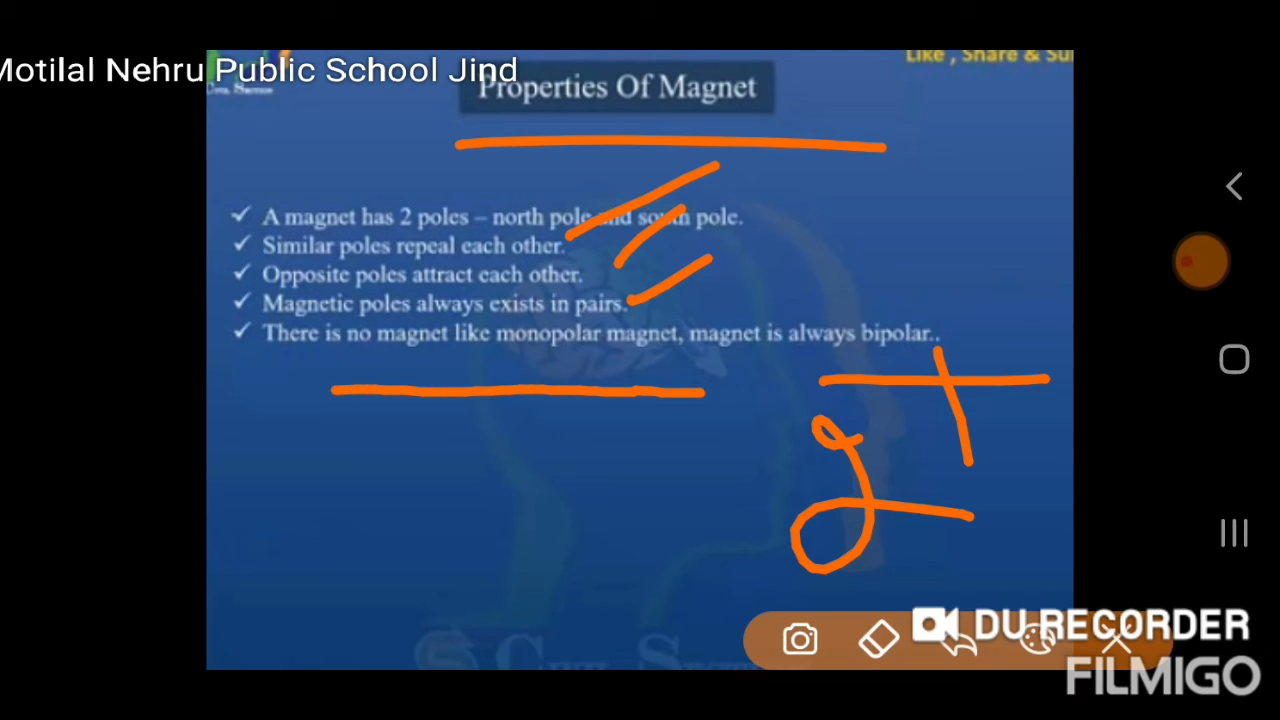 Motilal Nehru Public School Jind
Like , Share & Su
Properties Of Magnet
✓ A magnet has 2 poles – north pole and south pole.
✓ Similar poles repeal each other.
✓ Opposite poles attract each other.
✓ Magnetic poles always exists in pairs.
✓ There is no magnet like monopolar magnet, magnet is always bipolar..
DU RECORDER
FILMIGO